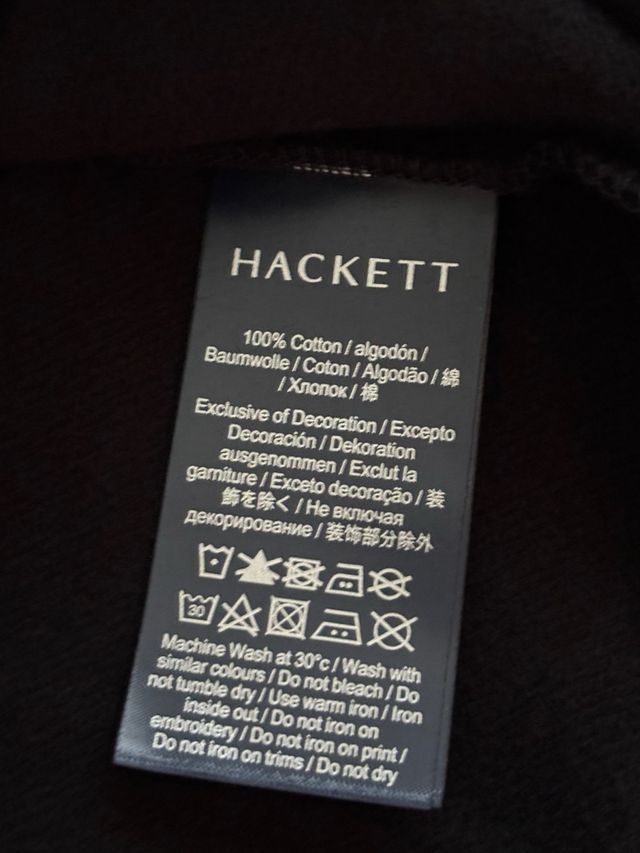 HACKETT
100% Cotton / algodón /
Baumwolle / Coton / Algodão / 綿
/ Хлопок / 棉
Exclusive of Decoration / Excepto
Decoración / Dekoration
ausgenommen / Exclut la
garniture / Exceto decoração / 装
飾を除く / Не включая
декорирование / 装饰部分除外
30
Machine Wash at 30°c / Wash with
similar colours / Do not bleach / Do
not tumble dry / Use warm iron / Iron
inside out / Do not iron on
embroidery / Do not iron on print /
Do not iron on trims / Do not dry